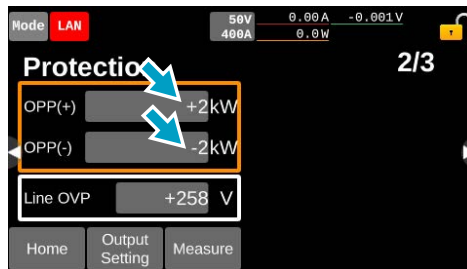 Mode LAN 50V 0.00A -0.001V
400A 0.0W
Protection 2/3
OPP(+) +2kW
OPP(-) -2kW
Line OVP +258 V
Home Output Setting Measure